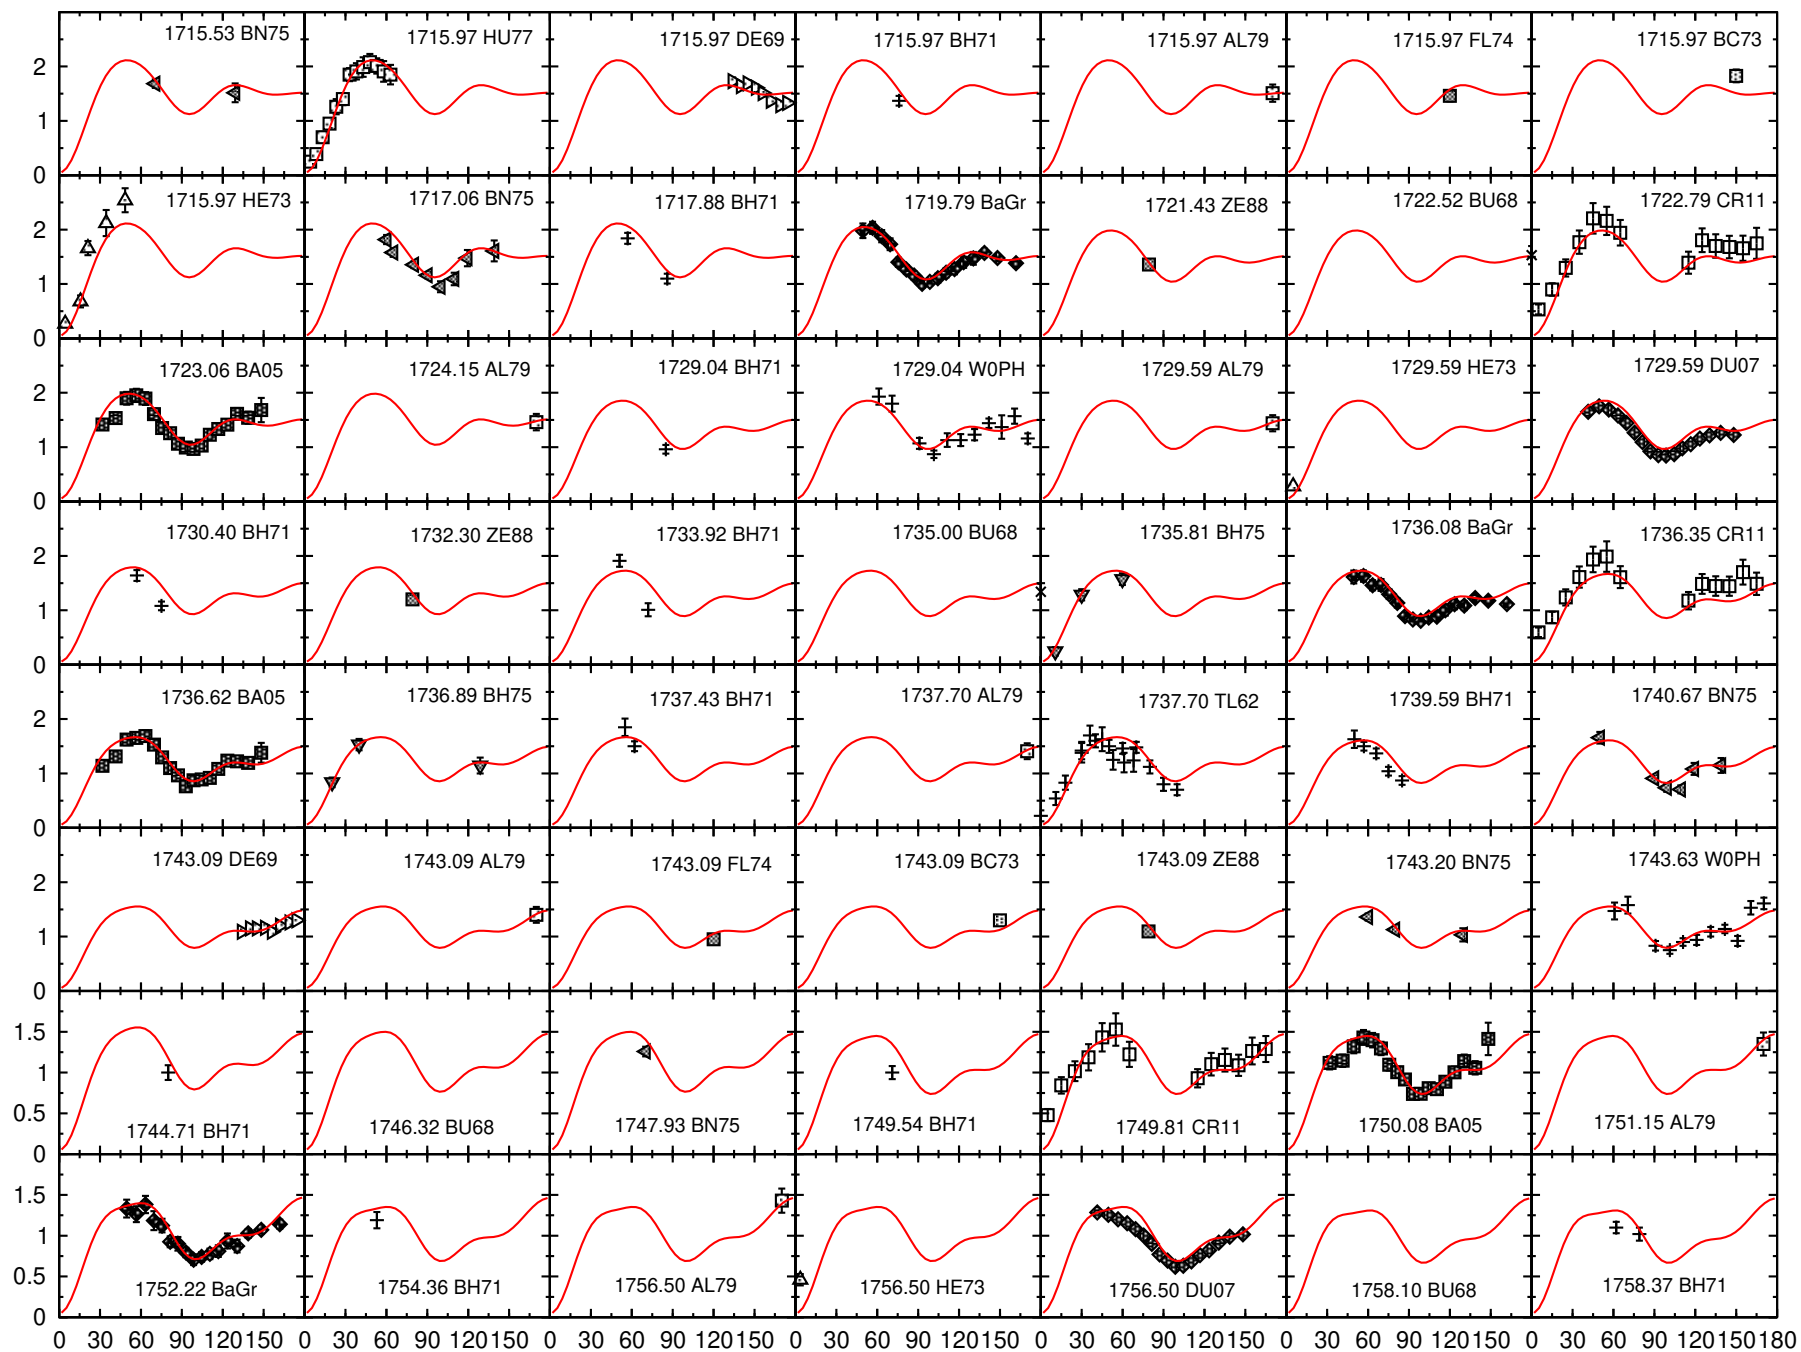 1715.53 BN75
1715.97 HU77
1715.97 DE69
1715.97 BH71
1715.97 AL79
1715.97 FL74
1715.97 BC73
2
1
0
1715.97 HE73
1717.06 BN75
1717.88 BH71
1719.79 BaGr
1721.43 ZE88
1722.52 BU68
1722.79 CR11
2
1
0
1723.06 BA05
1724.15 AL79
1729.04 BH71
1729.04 W0PH
1729.59 AL79
1729.59 HE73
1729.59 DU07
2
1
0
1730.40 BH71
1732.30 ZE88
1733.92 BH71
1735.00 BU68
1735.81 BH75
1736.08 BaGr
1736.35 CR11
2
1
0
1736.62 BA05
1736.89 BH75
1737.43 BH71
1737.70 AL79
1737.70 TL62
1739.59 BH71
1740.67 BN75
2
1
0
1743.09 DE69
1743.09 AL79
1743.09 FL74
1743.09 BC73
1743.09 ZE88
1743.20 BN75
1743.63 W0PH
2
1
0
1.5
1
0.5
0
1744.71 BH71
1746.32 BU68
1747.93 BN75
1749.54 BH71
1749.81 CR11
1750.08 BA05
1751.15 AL79
1.5
1
0.5
0
1752.22 BaGr
1754.36 BH71
1756.50 AL79
1756.50 HE73
1756.50 DU07
1758.10 BU68
1758.37 BH71
0 30 60 90 120 150 0 30 60 90 120 150 0 30 60 90 120 150 0 30 60 90 120 150 0 30 60 90 120 150 0 30 60 90 120 150 0 30 60 90 120 150 180